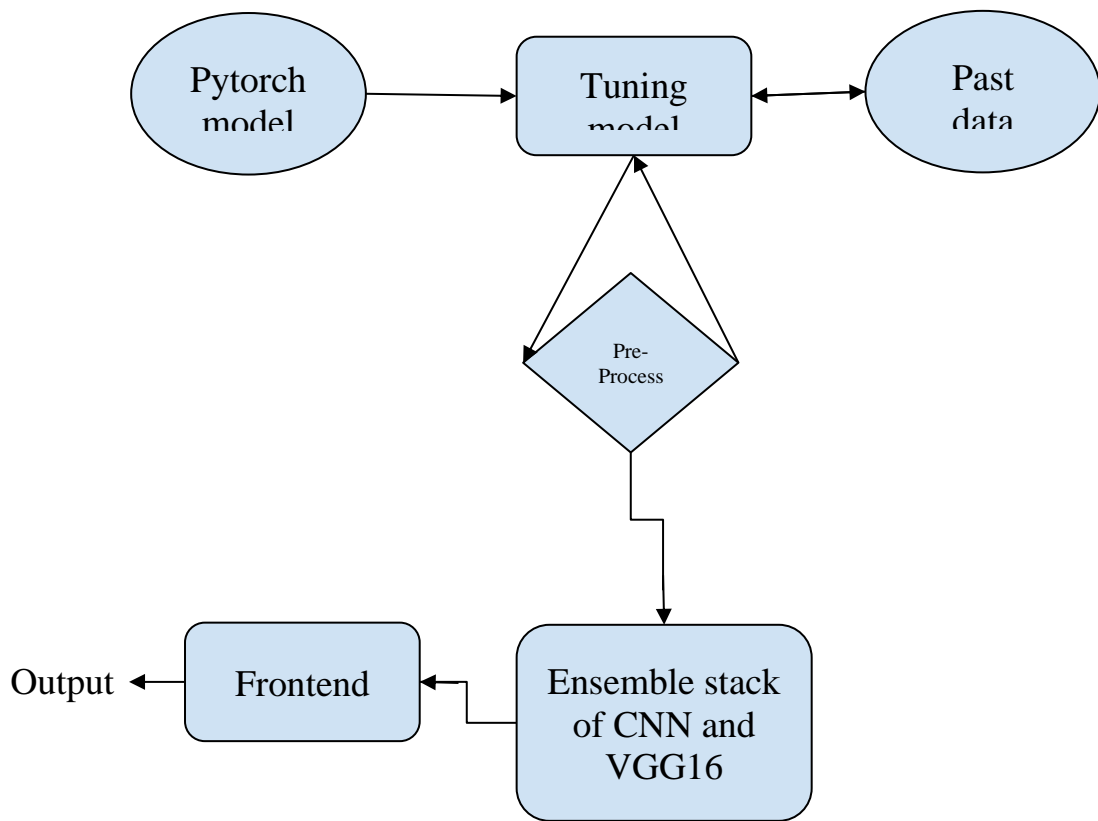 Pytorch
model
Tuning
model
Past
data
Pre-
Process
Ensemble stack
of CNN and
VGG16
Frontend
Output